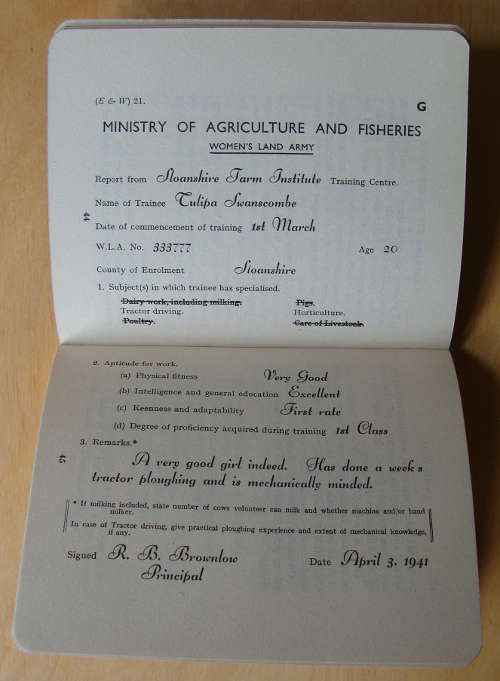 (E & W) 21.
G
MINISTRY OF AGRICULTURE AND FISHERIES
WOMEN'S LAND ARMY
Report from Sloanshire Farm Institute Training Centre.
Name of Trainee Tulipa Swanscombe
Date of commencement of training 1st March
44
W.L.A. No. 333777 Age 20
County of Enrolment Sloanshire
1. Subject(s) in which trainee has specialised.
Dairy work, including milking. Pigs.
Tractor driving. Horticulture.
Poultry. Care of Livestock.
2. Aptitude for work.
(a) Physical fitness Very Good
(b) Intelligence and general education Excellent
(c) Keenness and adaptability First rate
(d) Degree of proficiency acquired during training 1st Class
3. Remarks.*
45
A very good girl indeed. Has done a week's
tractor ploughing and is mechanically minded.
* If milking included, state number of cows volunteer can milk and whether machine and/or hand
milker.
In case of Tractor driving, give practical ploughing experience and extent of mechanical knowledge,
if any.
Signed R. B. Brownlow Date April 3, 1941
Principal